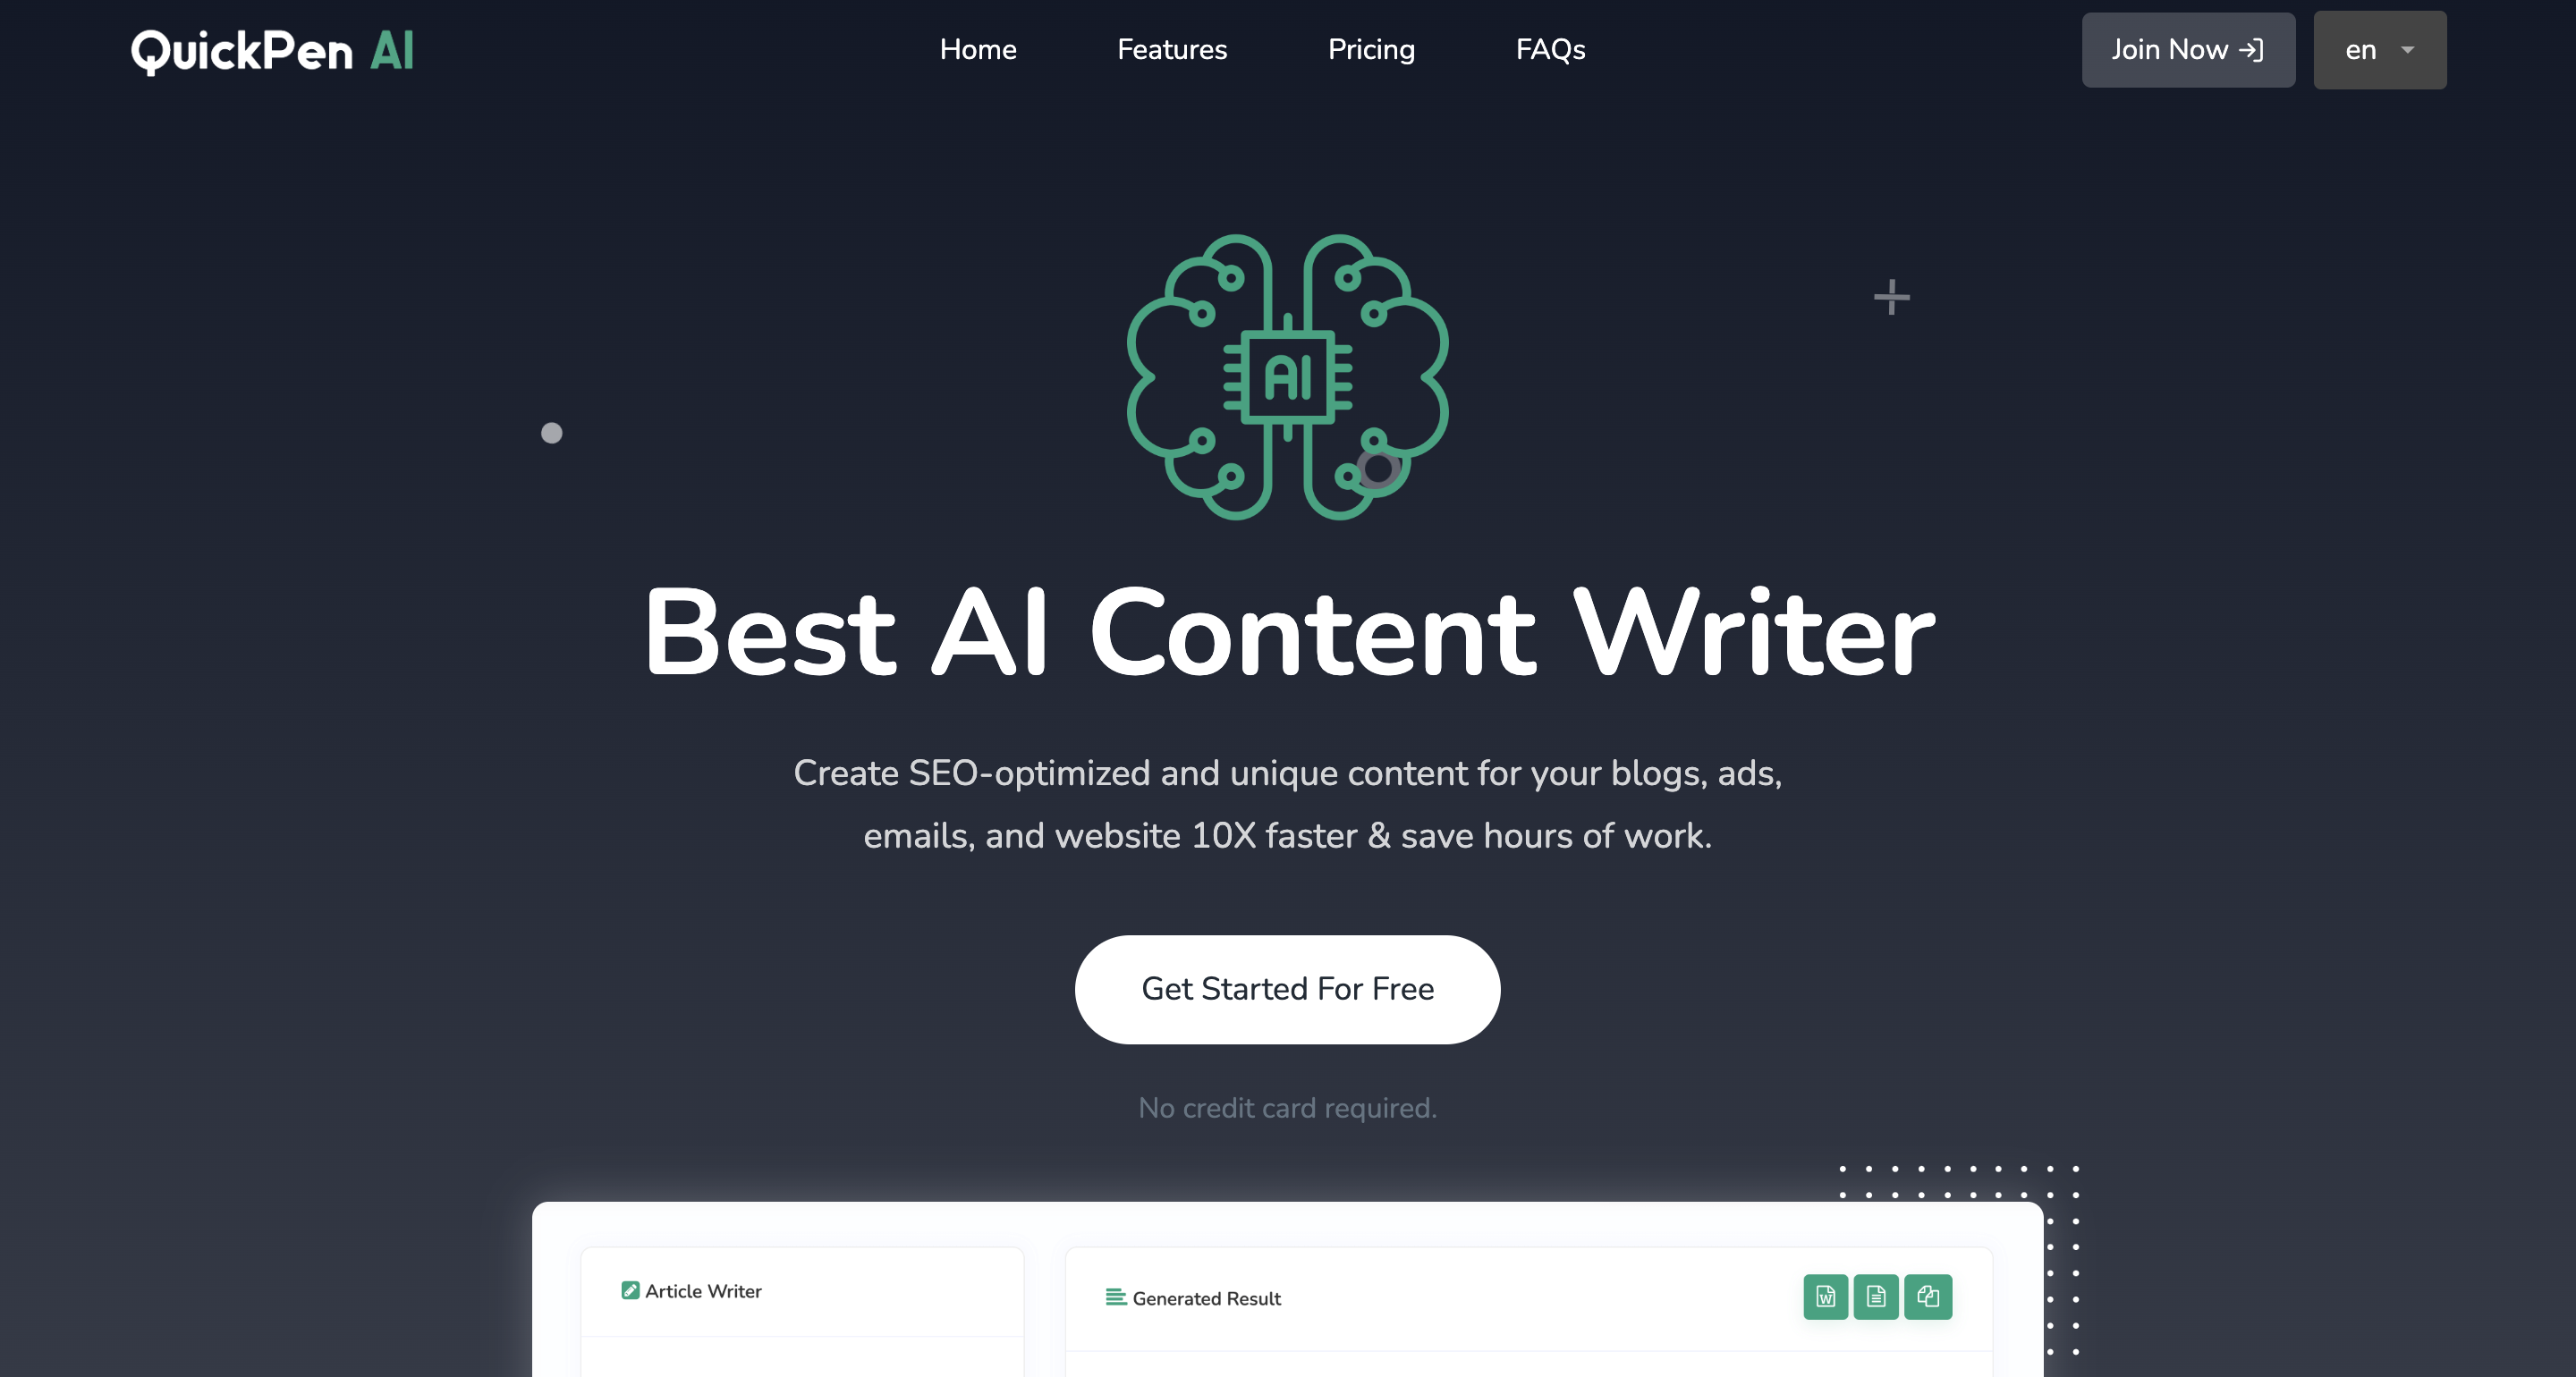 QuickPen AI
Home
Features
Pricing
FAQs
Join Now
en
AI
Best AI Content Writer
Create SEO-optimized and unique content for your blogs, ads,
emails, and website 10X faster & save hours of work.
Get Started For Free
No credit card required.
Article Writer
Generated Result
W